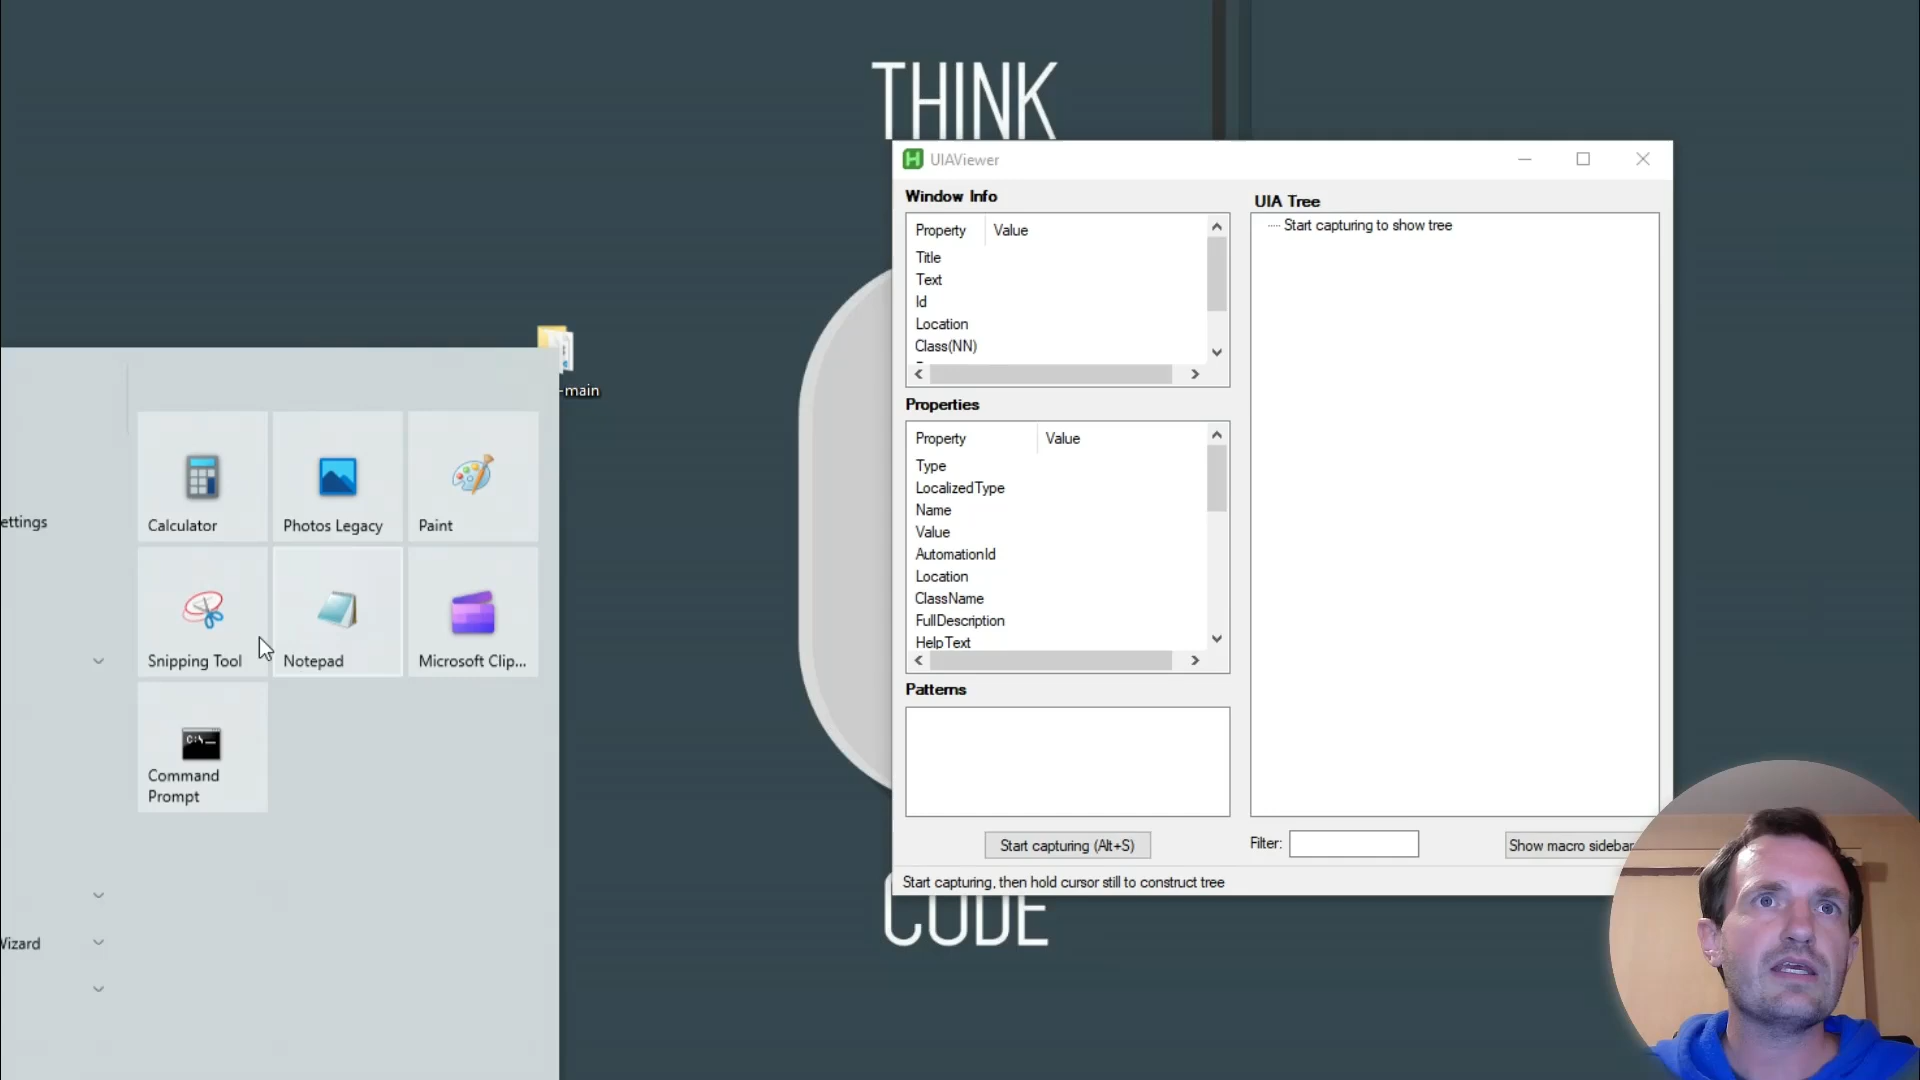 THINK
UIAViewer
Window Info
Property Value
Title
Text
Id
Location
Class(NN)
Properties
Property Value
Type
LocalizedType
Name
Value
AutomationId
Location
ClassName
FullDescription
HelpText
Patterns
Start capturing (Alt+S)
Start capturing, then hold cursor still to construct tree
UIA Tree
Start capturing to show tree
Filter:
Show macro sidebar
CODE
-main
ettings
Wizard
Calculator
Photos Legacy
Paint
Snipping Tool
Notepad
Microsoft Clip...
C:\_
Command
Prompt